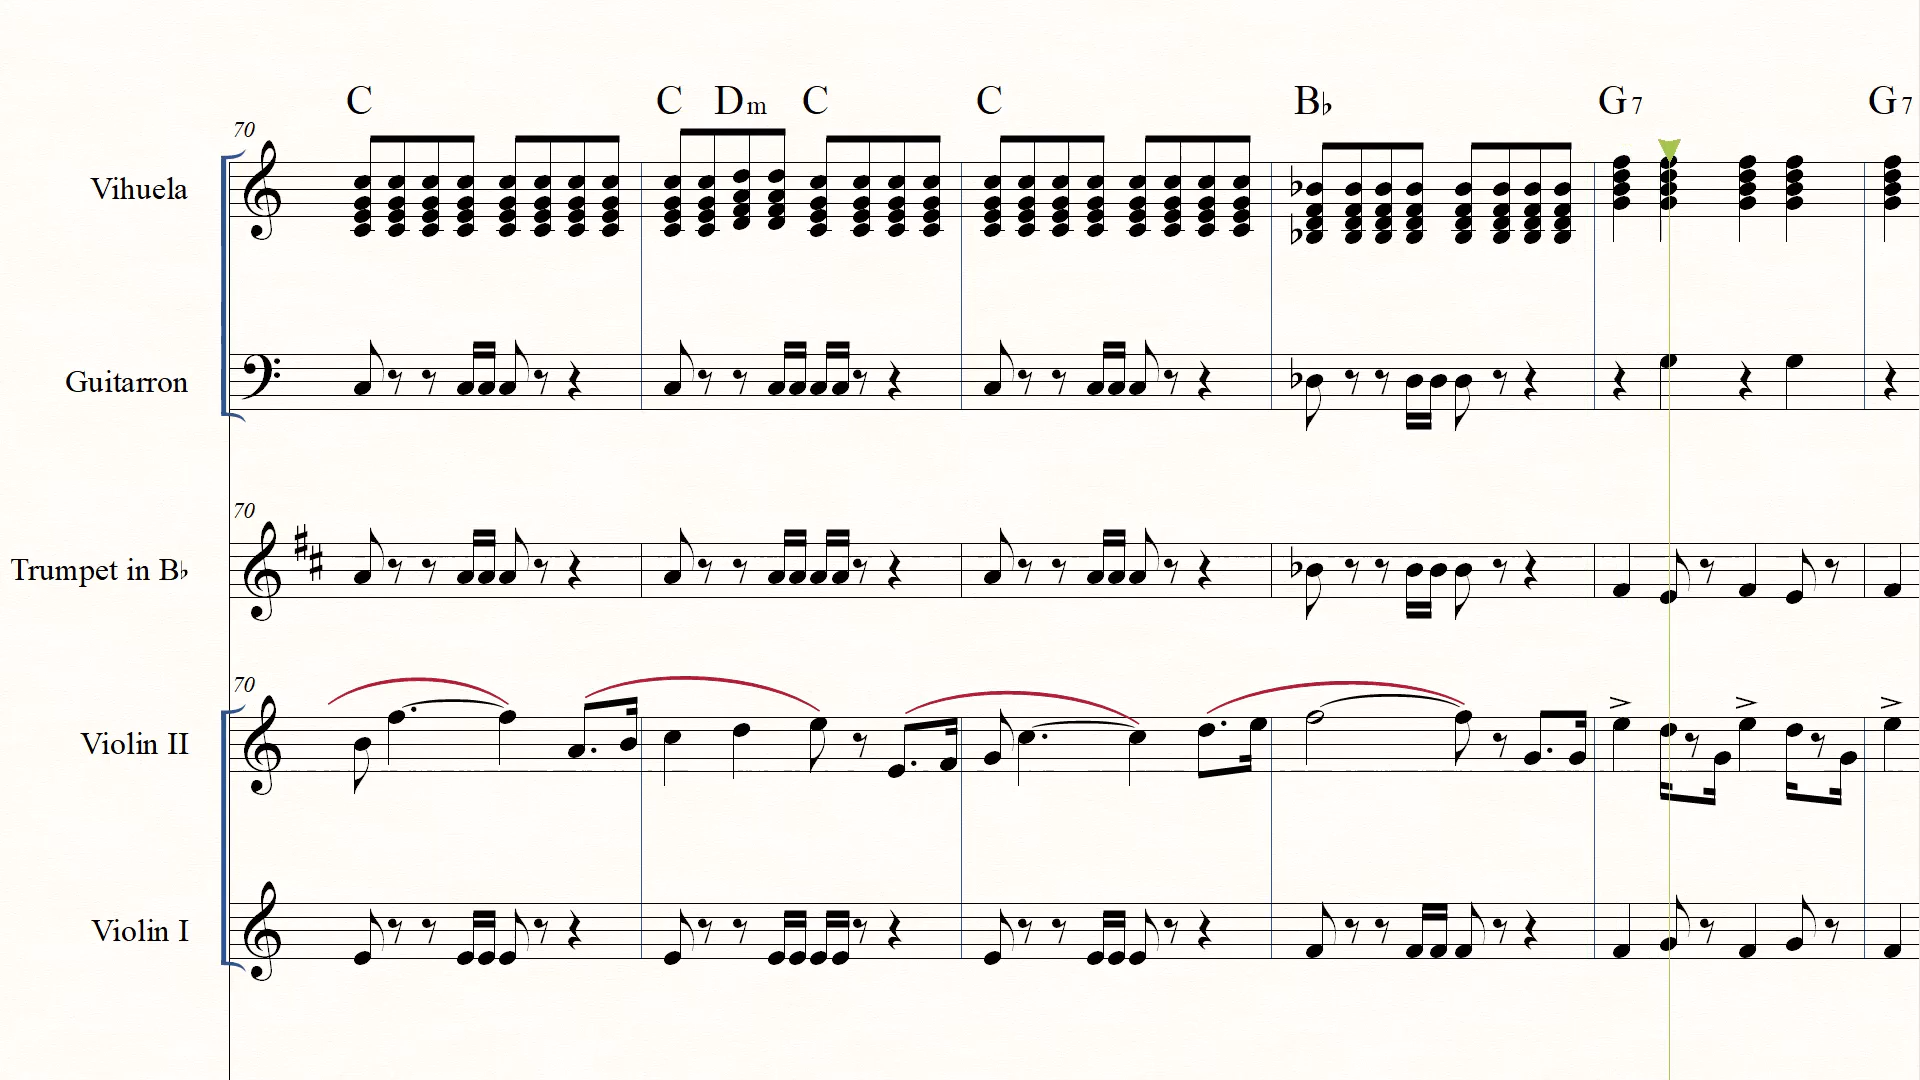 C C Dm C C B♭ G7 G7
70
Vihuela
Guitarron
70
Trumpet in B♭
70
Violin II
Violin I